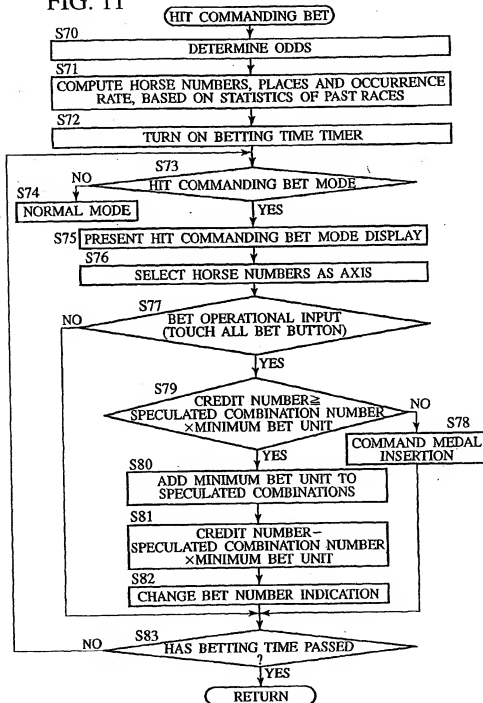 FIG. 11
HIT COMMANDING BET
S70
DETERMINE ODDS
S71
COMPUTE HORSE NUMBERS, PLACES AND OCCURRENCE
RATE, BASED ON STATISTICS OF PAST RACES
S72
TURN ON BETTING TIME TIMER
S73
NO
HIT COMMANDING BET MODE
S74
NORMAL MODE
YES
S75
PRESENT HIT COMMANDING BET MODE DISPLAY
S76
SELECT HORSE NUMBERS AS AXIS
S77
NO
BET OPERATIONAL INPUT
(TOUCH ALL BET BUTTON)
YES
S79
CREDIT NUMBER≧
SPECULATED COMBINATION NUMBER
×MINIMUM BET UNIT
NO
S78
COMMAND MEDAL
INSERTION
YES
S80
ADD MINIMUM BET UNIT TO
SPECULATED COMBINATIONS
S81
CREDIT NUMBER−
SPECULATED COMBINATION NUMBER
×MINIMUM BET UNIT
S82
CHANGE BET NUMBER INDICATION
S83
NO
HAS BETTING TIME PASSED
?
YES
RETURN